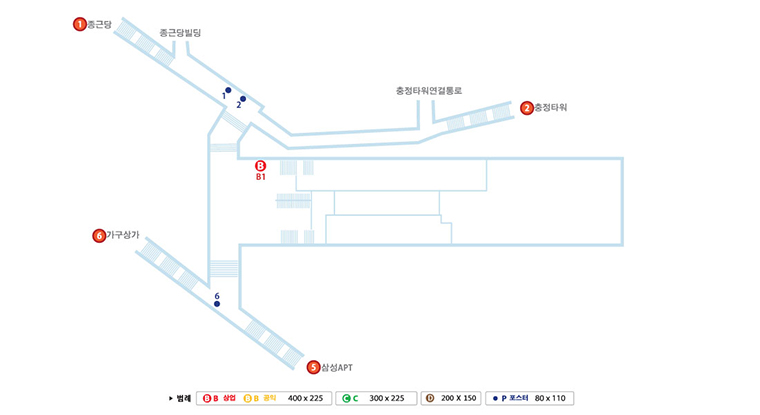 1 종근당
종근당빌딩
1
2
충정타워연결통로
2 충정타워
B
B1
6 가구상가
6
5 삼성APT
▶ 범례 B B 상업 B B 공익 400 x 225 C C 300 x 225 D 200 X 150 P 포스터 80 x 110